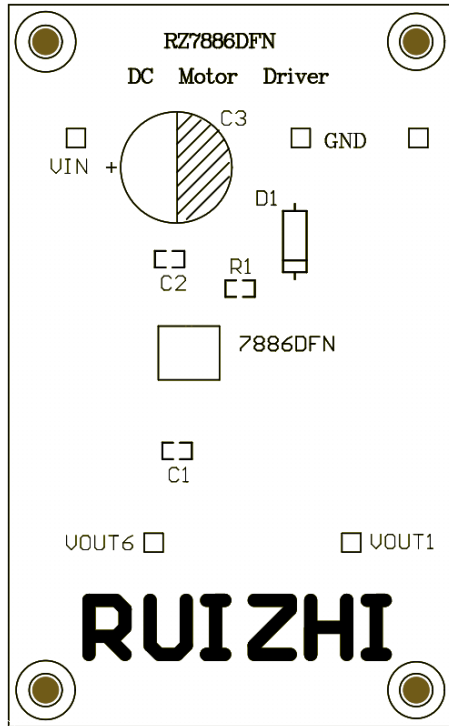 RZ7886DFN
DC Motor Driver
C3
GND
VIN +
D1
R1
C2
7886DFN
C1
VOUT6 VOUT1
RUIZHI